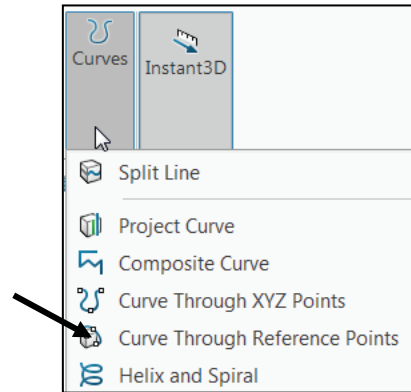 Curves
Instant3D
Split Line
Project Curve
Composite Curve
Curve Through XYZ Points
Curve Through Reference Points
Helix and Spiral